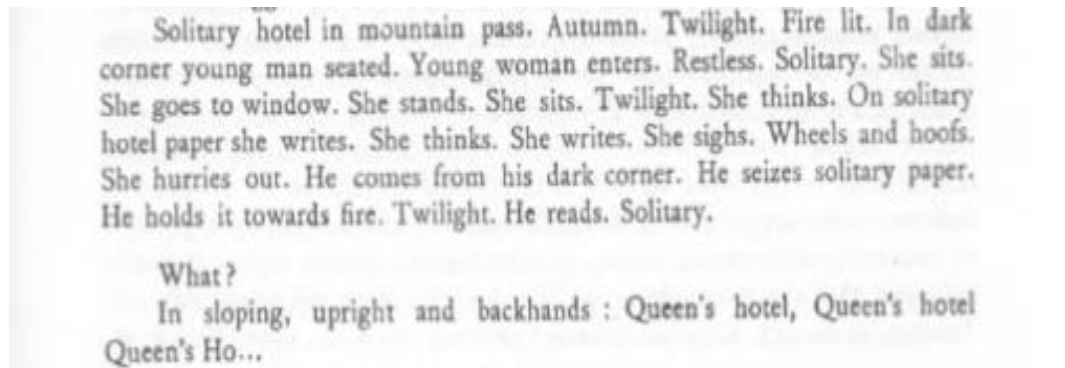 Solitary hotel in mountain pass. Autumn. Twilight. Fire lit. In dark
corner young man seated. Young woman enters. Restless. Solitary. She sits.
She goes to window. She stands. She sits. Twilight. She thinks. On solitary
hotel paper she writes. She thinks. She writes. She sighs. Wheels and hoofs.
She hurries out. He comes from his dark corner. He seizes solitary paper.
He holds it towards fire. Twilight. He reads. Solitary.
What?
In sloping, upright and backhands : Queen's hotel, Queen's hotel
Queen's Ho...